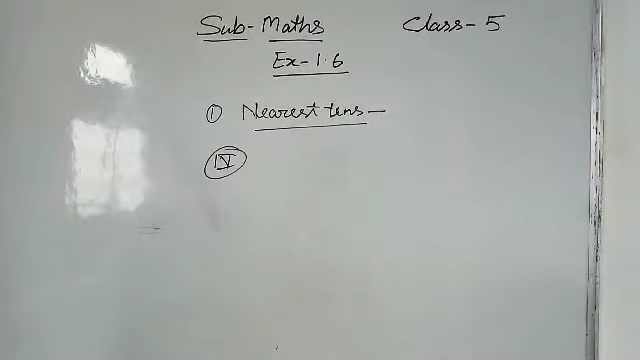 Sub- Maths Class- 5
Ex-1.6
① Nearest tens-
IV